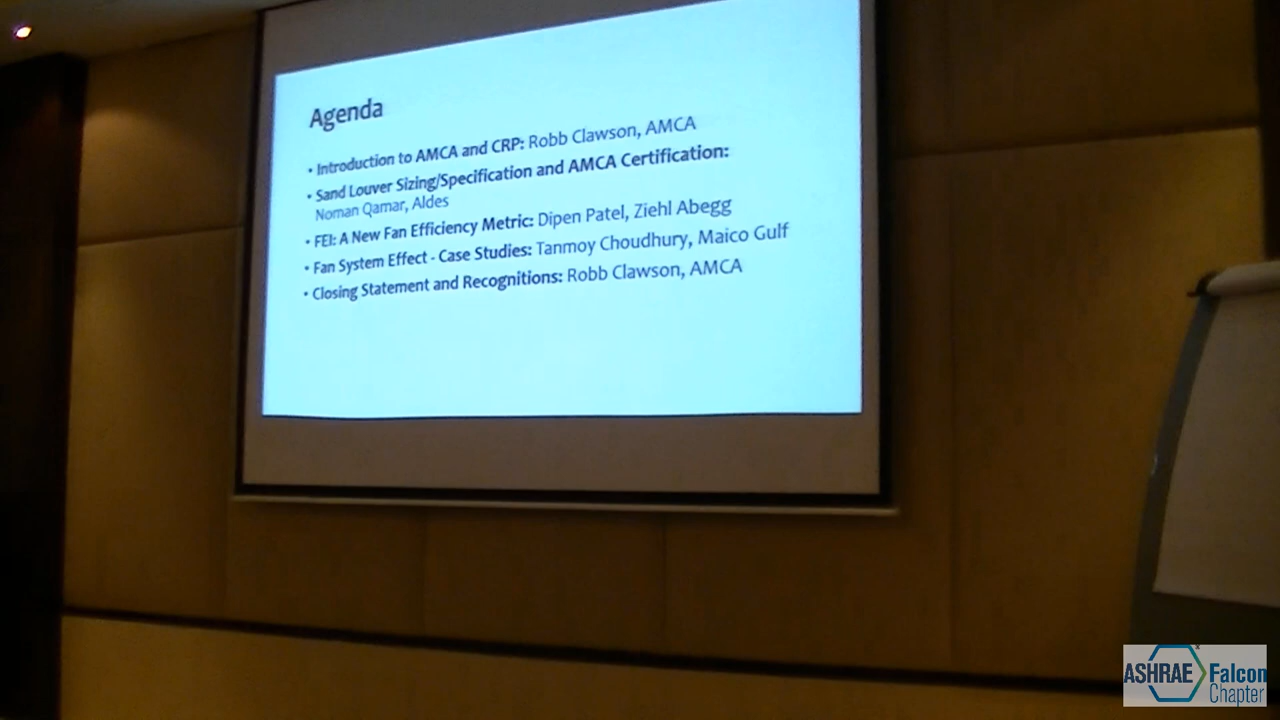 Agenda
• Introduction to AMCA and CRP: Robb Clawson, AMCA
• Sand Louver Sizing/Specification and AMCA Certification:
Noman Qamar, Aldes
• FEI: A New Fan Efficiency Metric: Dipen Patel, Ziehl Abegg
• Fan System Effect - Case Studies: Tanmoy Choudhury, Maico Gulf
• Closing Statement and Recognitions: Robb Clawson, AMCA
ASHRAE Falcon
Chapter